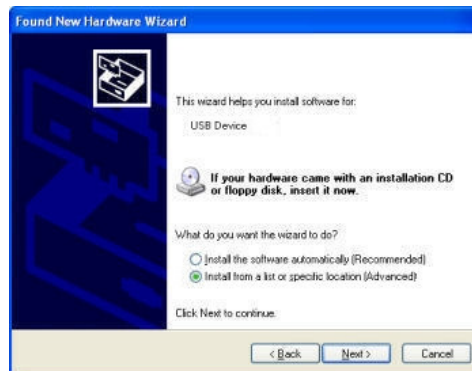 Found New Hardware Wizard
This wizard helps you install software for:
USB Device
If your hardware came with an installation CD
or floppy disk, insert it now.
What do you want the wizard to do?
Install the software automatically (Recommended)
Install from a list or specific location (Advanced)
Click Next to continue.
< Back
Next >
Cancel